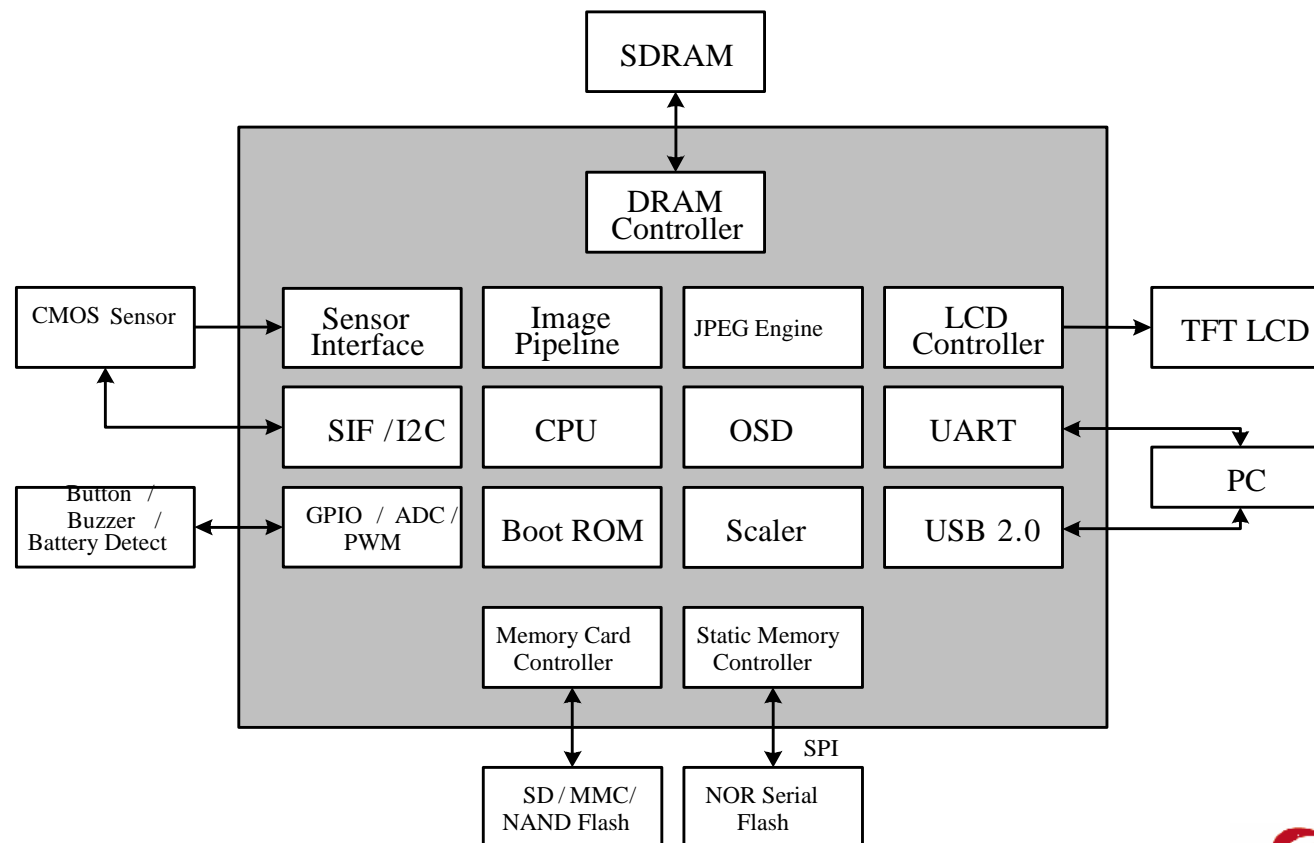 SDRAM
DRAM
Controller
CMOS Sensor
Sensor
Interface
Image
Pipeline
JPEG Engine
LCD
Controller
TFT LCD
SIF /I2C
CPU
OSD
UART
PC
Button /
Buzzer /
Battery Detect
GPIO / ADC /
PWM
Boot ROM
Scaler
USB 2.0
Memory Card
Controller
Static Memory
Controller
SPI
SD / MMC/
NAND Flash
NOR Serial
Flash